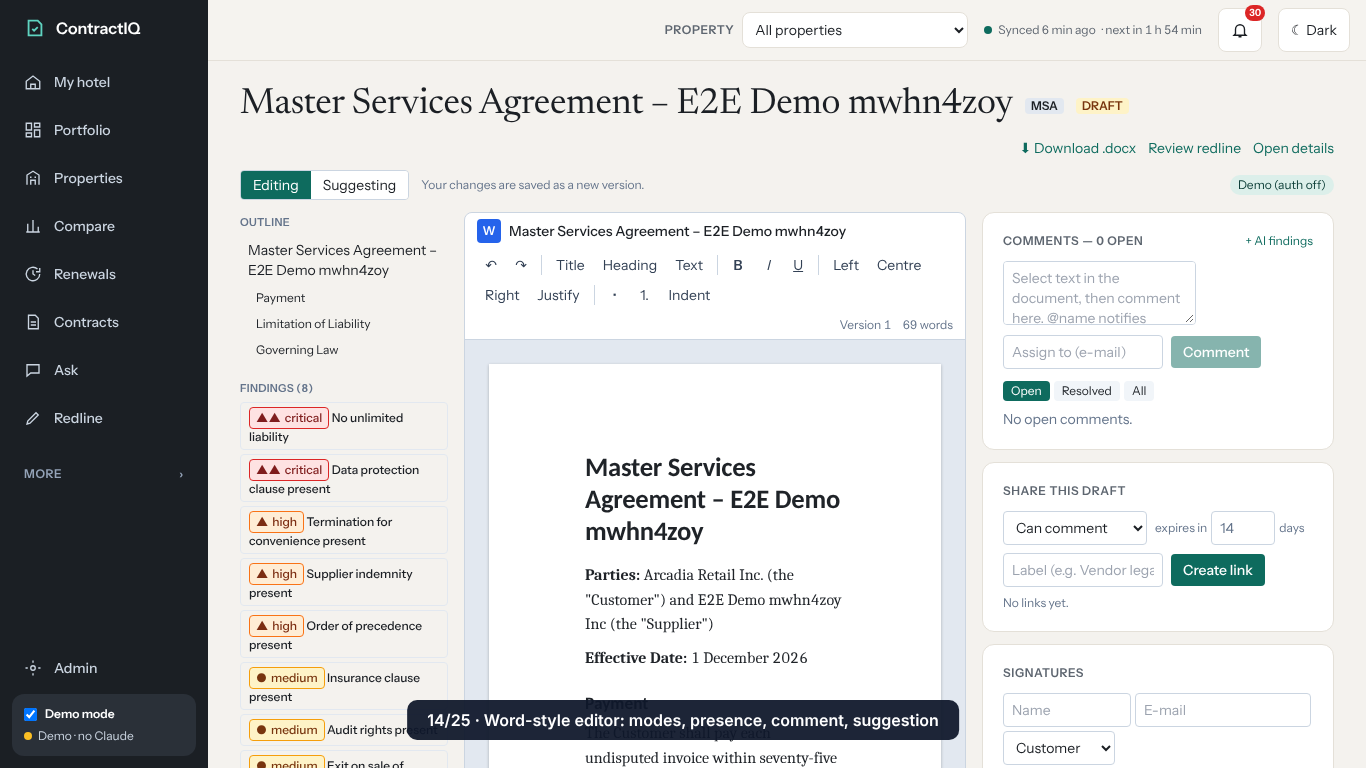 ContractIQ
My hotel
Portfolio
Properties
Compare
Renewals
Contracts
Ask
Redline
MORE ›
Admin
Demo mode
Demo · no Claude
PROPERTY All properties Synced 6 min ago · next in 1 h 54 min 30 ☾ Dark
Master Services Agreement – E2E Demo mwhn4zoy MSA DRAFT
⬇ Download .docx Review redline Open details
Editing Suggesting Your changes are saved as a new version. Demo (auth off)
OUTLINE
Master Services Agreement –
E2E Demo mwhn4zoy
Payment
Limitation of Liability
Governing Law
FINDINGS (8)
▲▲ critical No unlimited
liability
▲▲ critical Data protection
clause present
▲ high Termination for
convenience present
▲ high Supplier indemnity
present
▲ high Order of precedence
present
● medium Insurance clause
present
● medium Audit rights
● medium Exit on sale of
W Master Services Agreement – E2E Demo mwhn4zoy
↶ ↷ Title Heading Text B I U Left Centre
Right Justify · 1. Indent
Version 1 69 words
Master Services
Agreement – E2E Demo
mwhn4zoy
Parties: Arcadia Retail Inc. (the
"Customer") and E2E Demo mwhn4zoy
Inc (the "Supplier")
Effective Date: 1 December 2026
Payment
The Customer shall pay each
undisputed invoice within seventy-five
14/25 · Word-style editor: modes, presence, comment, suggestion
COMMENTS — 0 OPEN + AI findings
Select text in the
document, then comment
here. @name notifies
Assign to (e-mail) Comment
Open Resolved All
No open comments.
SHARE THIS DRAFT
Can comment expires in 14 days
Label (e.g. Vendor lega Create link
No links yet.
SIGNATURES
Name E-mail
Customer